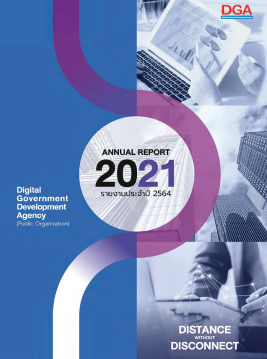 DGA
ANNUAL REPORT
2021
รายงานประจำปี 2564
Digital
Government
Development
Agency
(Public Organization)
DISTANCE
WITHOUT
DISCONNECT